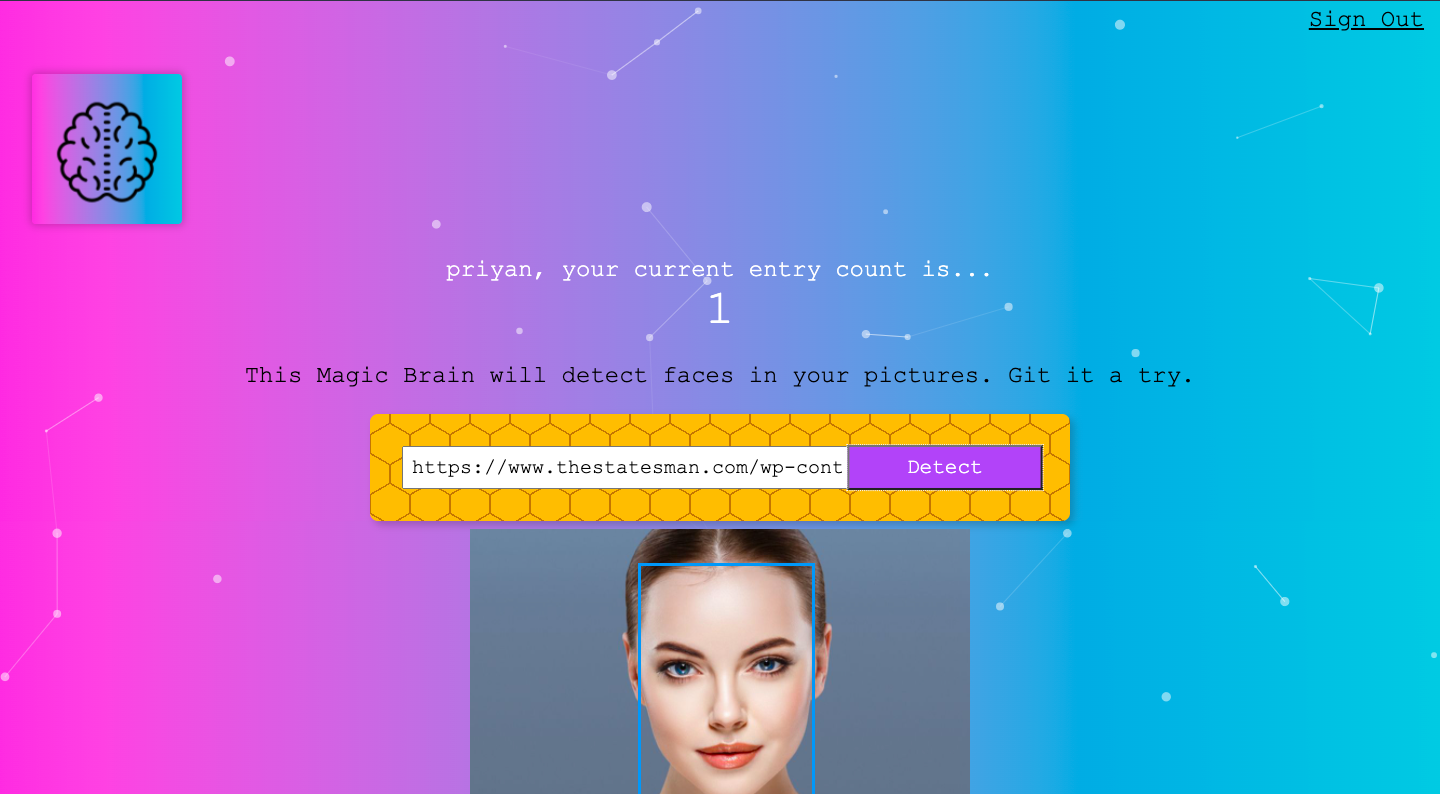 Sign Out
priyan, your current entry count is...
1
This Magic Brain will detect faces in your pictures. Git it a try.
https://www.thestatesman.com/wp-cont
Detect